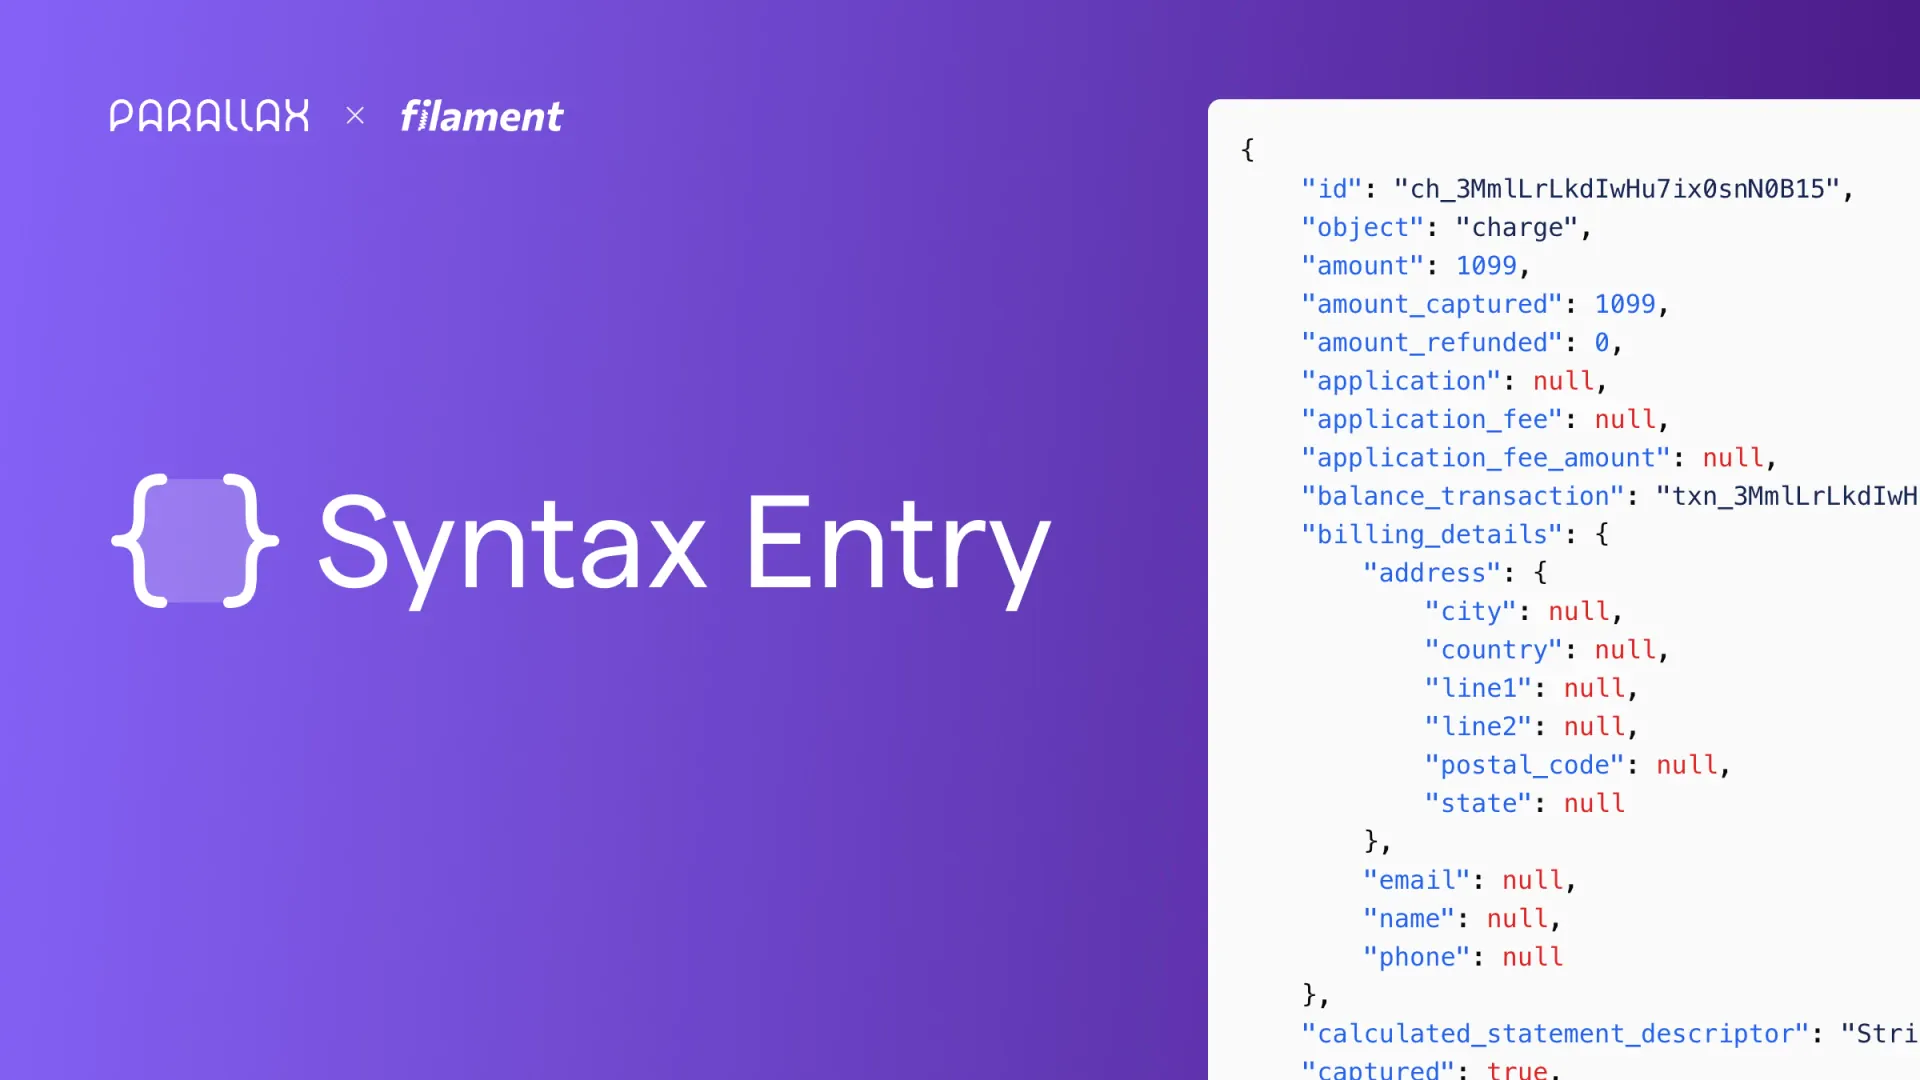 PARALLAX × filament
{} Syntax Entry
{
    "id": "ch_3MmlLrLkdIwHu7ix0snN0B15",
    "object": "charge",
    "amount": 1099,
    "amount_captured": 1099,
    "amount_refunded": 0,
    "application": null,
    "application_fee": null,
    "application_fee_amount": null,
    "balance_transaction": "txn_3MmlLrLkdIwH
    "billing_details": {
        "address": {
            "city": null,
            "country": null,
            "line1": null,
            "line2": null,
            "postal_code": null,
            "state": null
        },
        "email": null,
        "name": null,
        "phone": null
    },
    "calculated_statement_descriptor": "Stri
    "captured": true,